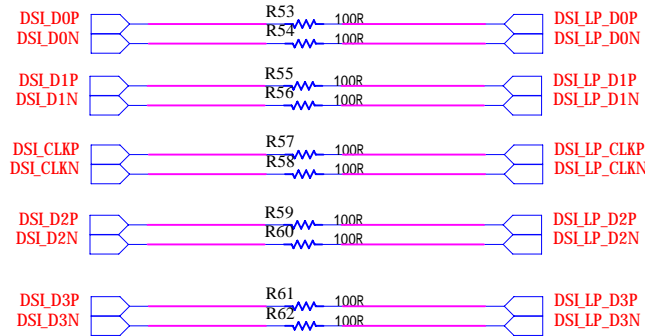 DSI_D0P R53 100R DSI_LP_D0P
DSI_D0N R54 100R DSI_LP_D0N
DSI_D1P R55 100R DSI_LP_D1P
DSI_D1N R56 100R DSI_LP_D1N
DSI_CLKP R57 100R DSI_LP_CLKP
DSI_CLKN R58 100R DSI_LP_CLKN
DSI_D2P R59 100R DSI_LP_D2P
DSI_D2N R60 100R DSI_LP_D2N
DSI_D3P R61 100R DSI_LP_D3P
DSI_D3N R62 100R DSI_LP_D3N